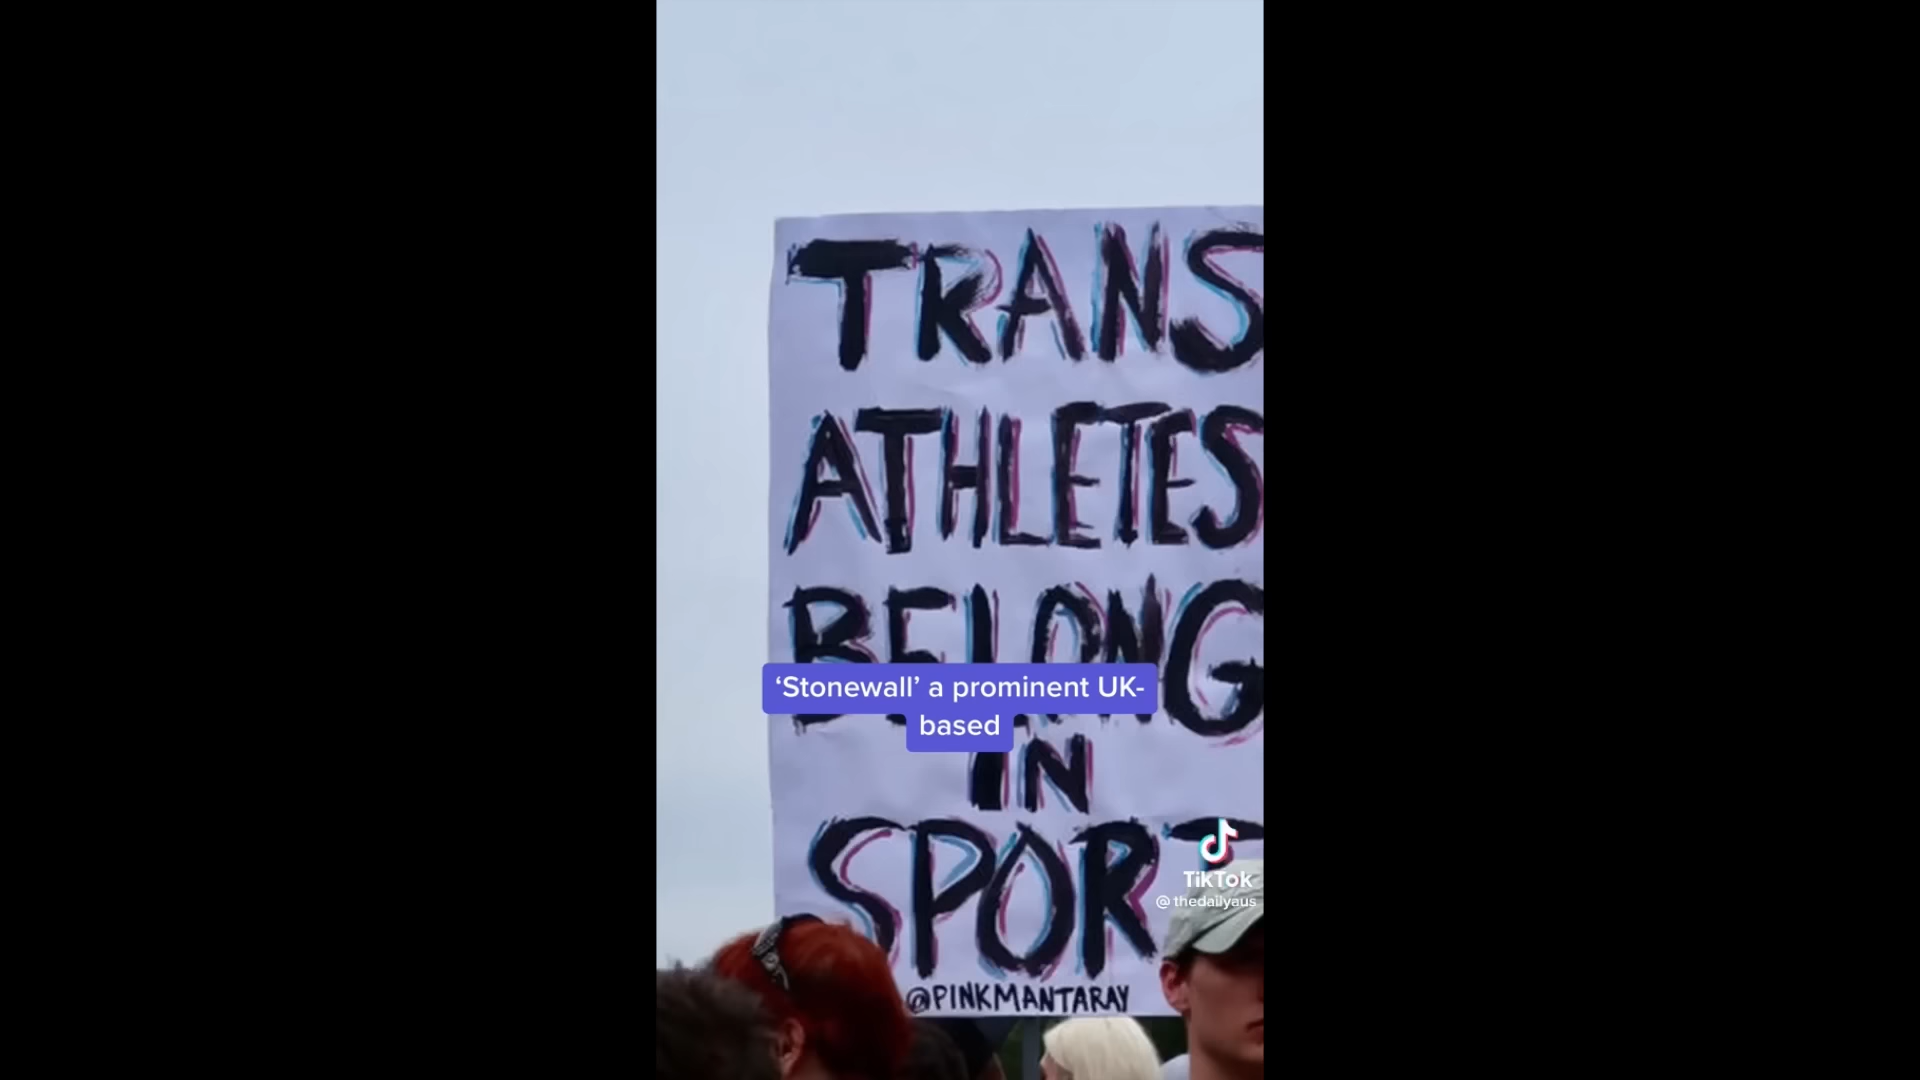 TRANS
ATHLETES
BELONG
‘Stonewall’ a prominent UK-
based
IN
SPORT
TikTok
@ thedailyaus
@PINKMANTARAY